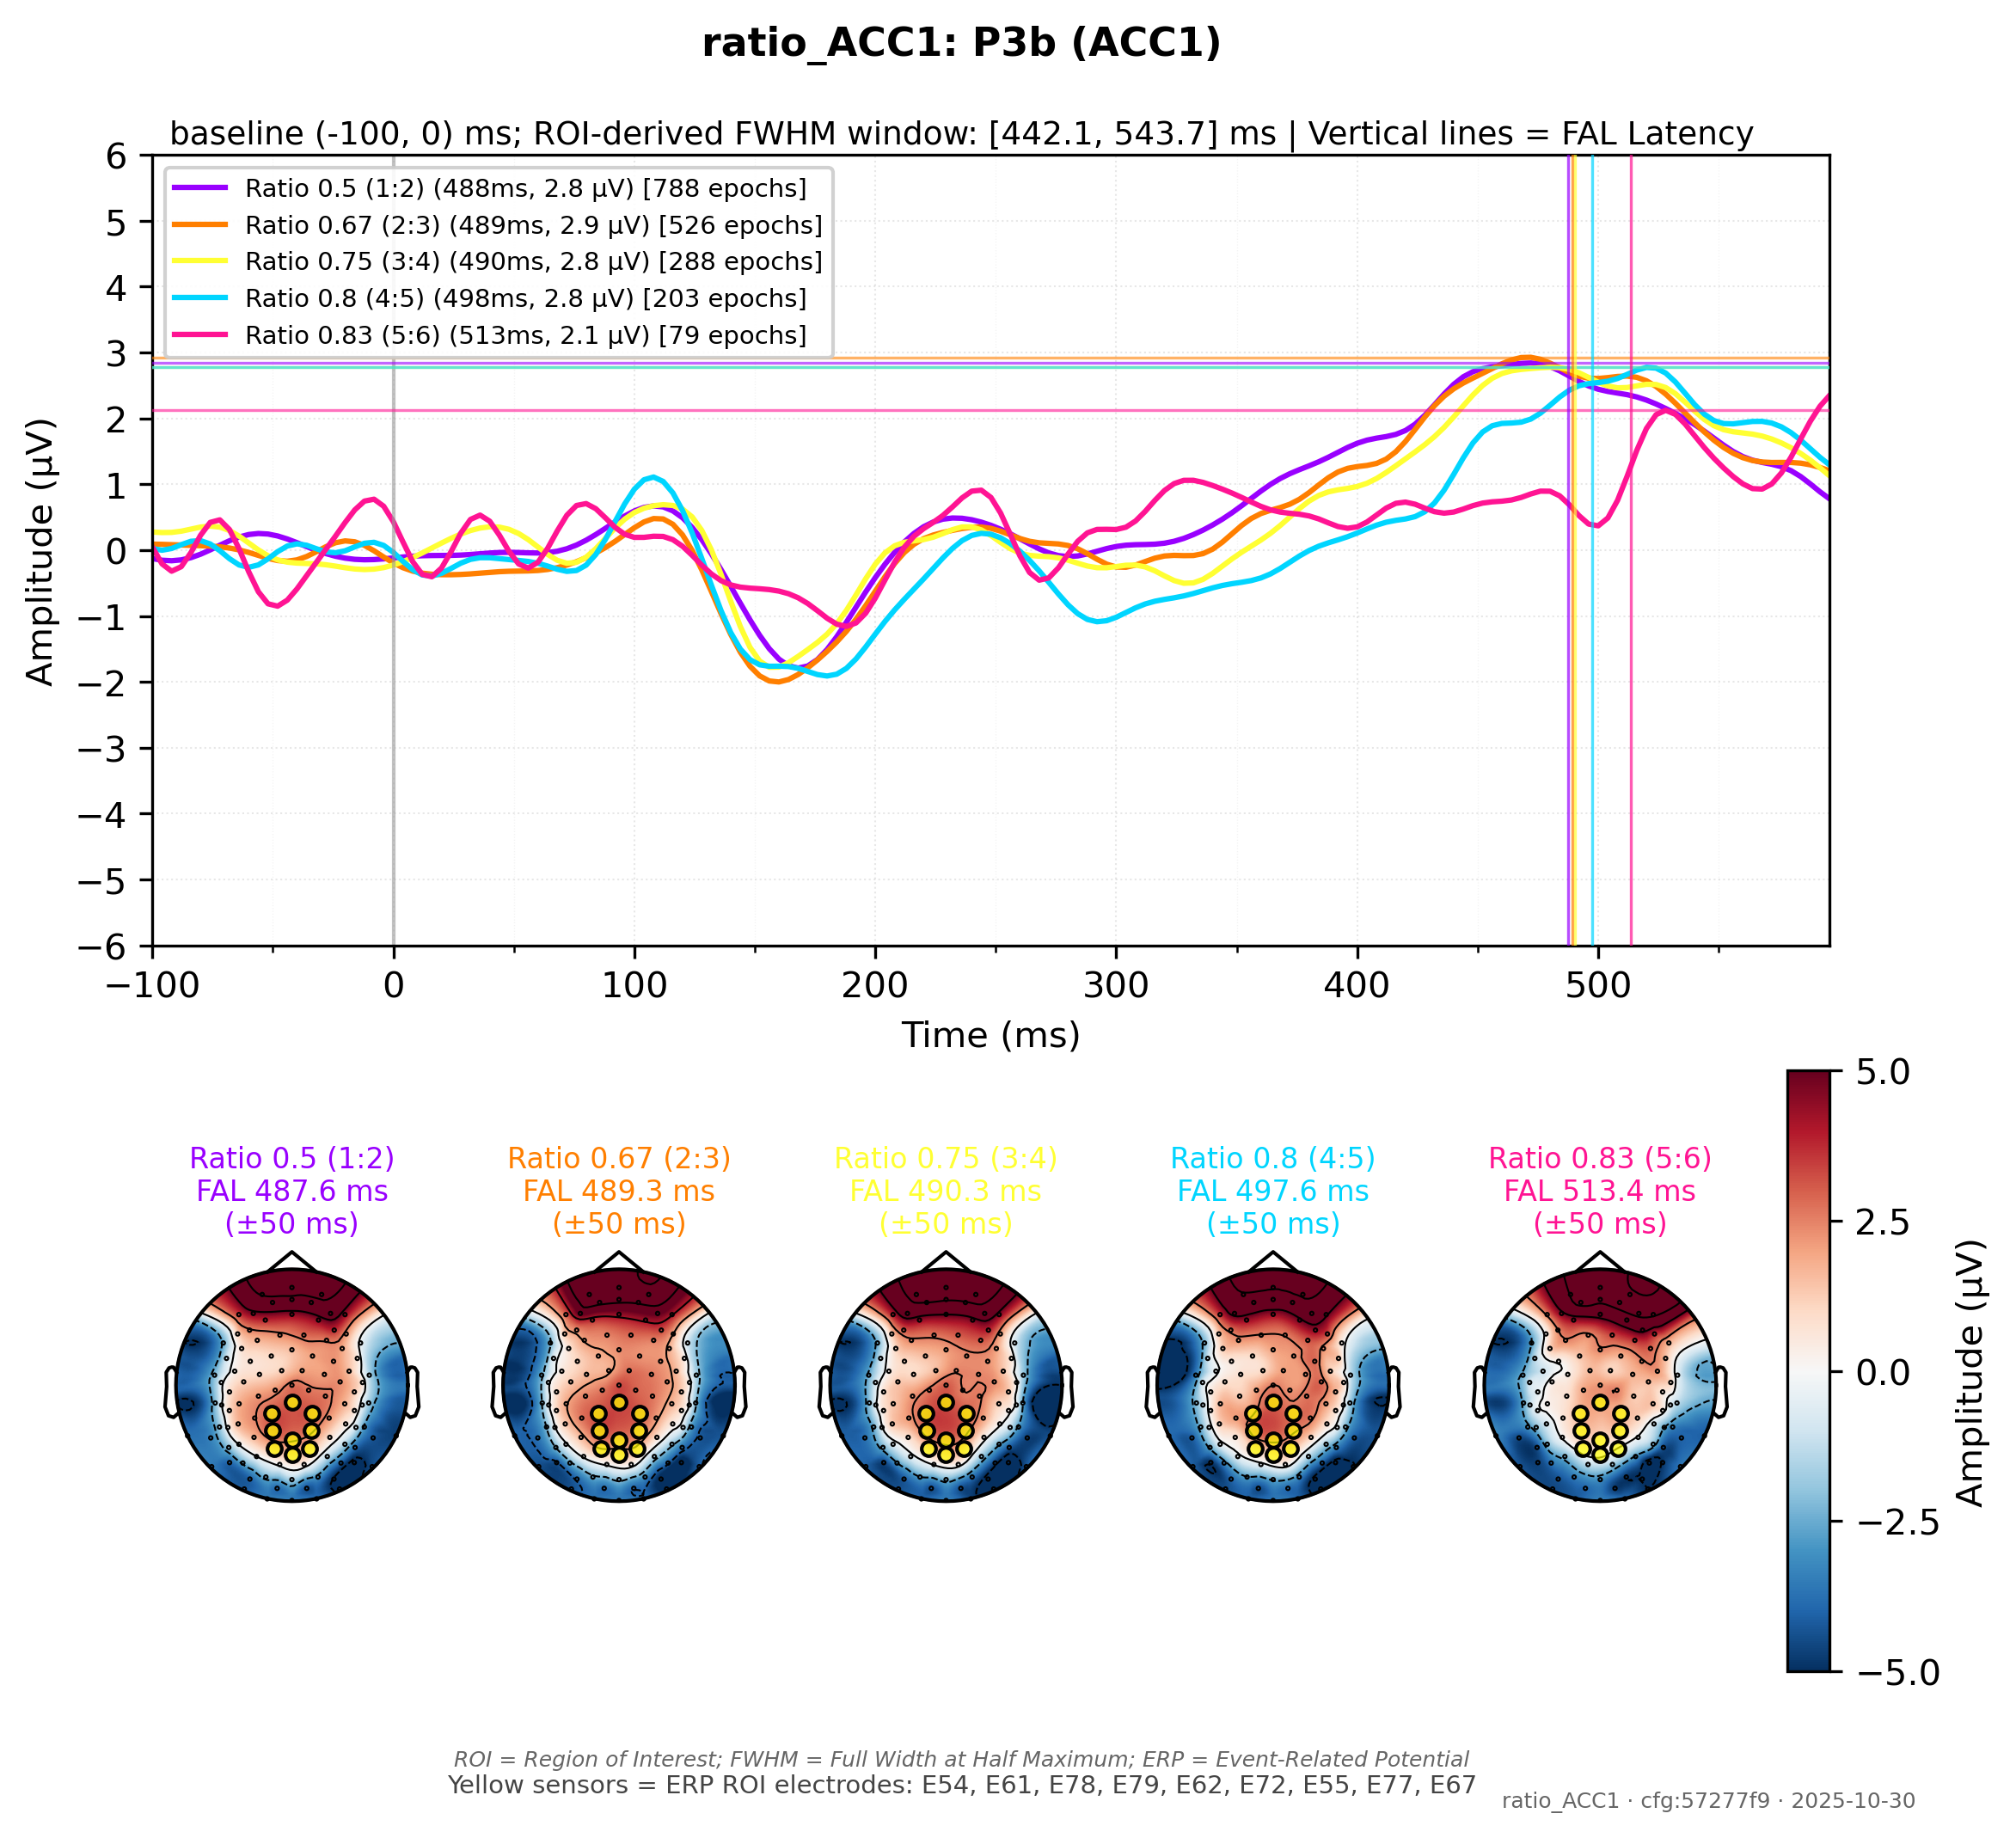 ratio_ACC1: P3b (ACC1)
baseline (-100, 0) ms; ROI-derived FWHM window: [442.1, 543.7] ms | Vertical lines = FAL Latency
Ratio 0.5 (1:2) (488ms, 2.8 µV) [788 epochs]
Ratio 0.67 (2:3) (489ms, 2.9 µV) [526 epochs]
Ratio 0.75 (3:4) (490ms, 2.8 µV) [288 epochs]
Ratio 0.8 (4:5) (498ms, 2.8 µV) [203 epochs]
Ratio 0.83 (5:6) (513ms, 2.1 µV) [79 epochs]
6
5
4
3
2
1
0
−1
−2
−3
−4
−5
−6
Amplitude (µV)
−100 0 100 200 300 400 500
Time (ms)
Ratio 0.5 (1:2)
FAL 487.6 ms
(±50 ms)
Ratio 0.67 (2:3)
FAL 489.3 ms
(±50 ms)
Ratio 0.75 (3:4)
FAL 490.3 ms
(±50 ms)
Ratio 0.8 (4:5)
FAL 497.6 ms
(±50 ms)
Ratio 0.83 (5:6)
FAL 513.4 ms
(±50 ms)
5.0
2.5
0.0
−2.5
−5.0
Amplitude (µV)
ROI = Region of Interest; FWHM = Full Width at Half Maximum; ERP = Event-Related Potential
Yellow sensors = ERP ROI electrodes: E54, E61, E78, E79, E62, E72, E55, E77, E67
ratio_ACC1 · cfg:57277f9 · 2025-10-30